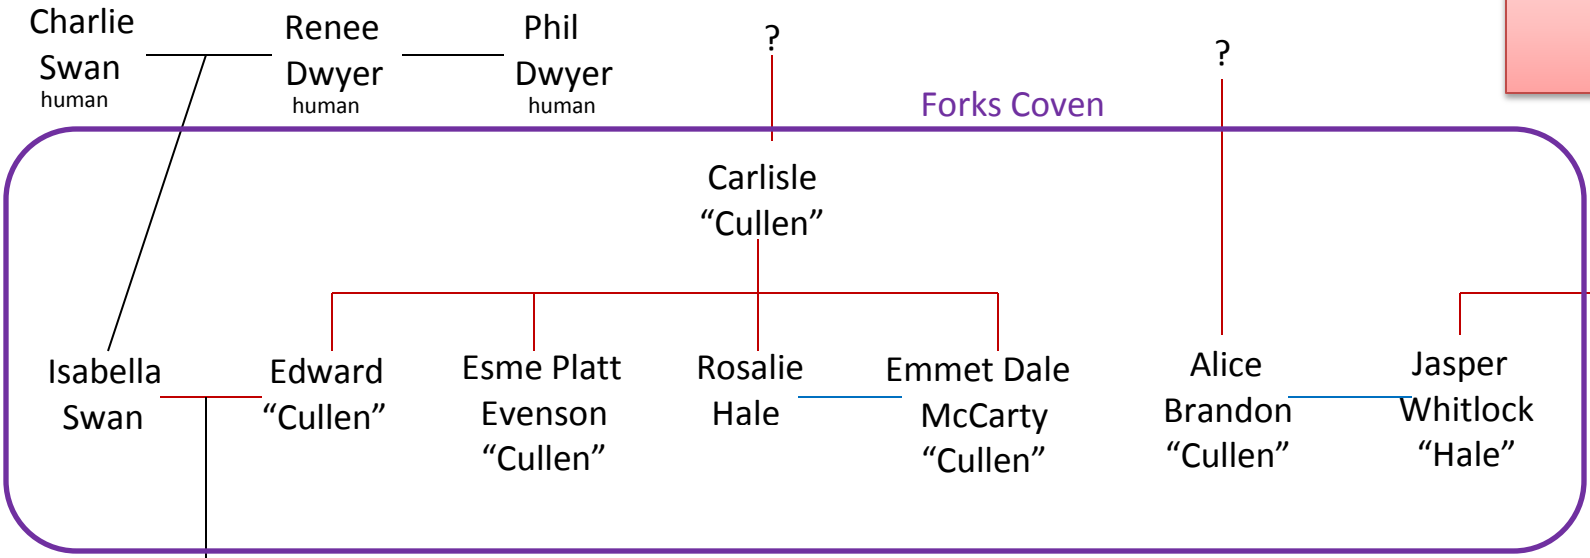 Charlie
Swan
human
Renee
Dwyer
human
Phil
Dwyer
human
?
?
Forks Coven
Carlisle
“Cullen”
Isabella
Swan
Edward
“Cullen”
Esme Platt
Evenson
“Cullen”
Rosalie
Hale
Emmet Dale
McCarty
“Cullen”
Alice
Brandon
“Cullen”
Jasper
Whitlock
“Hale”